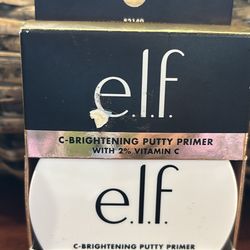 e.l.f.
C-BRIGHTENING PUTTY PRIMER
WITH 2% VITAMIN C
e.l.f.
C-BRIGHTENING PUTTY PRIMER